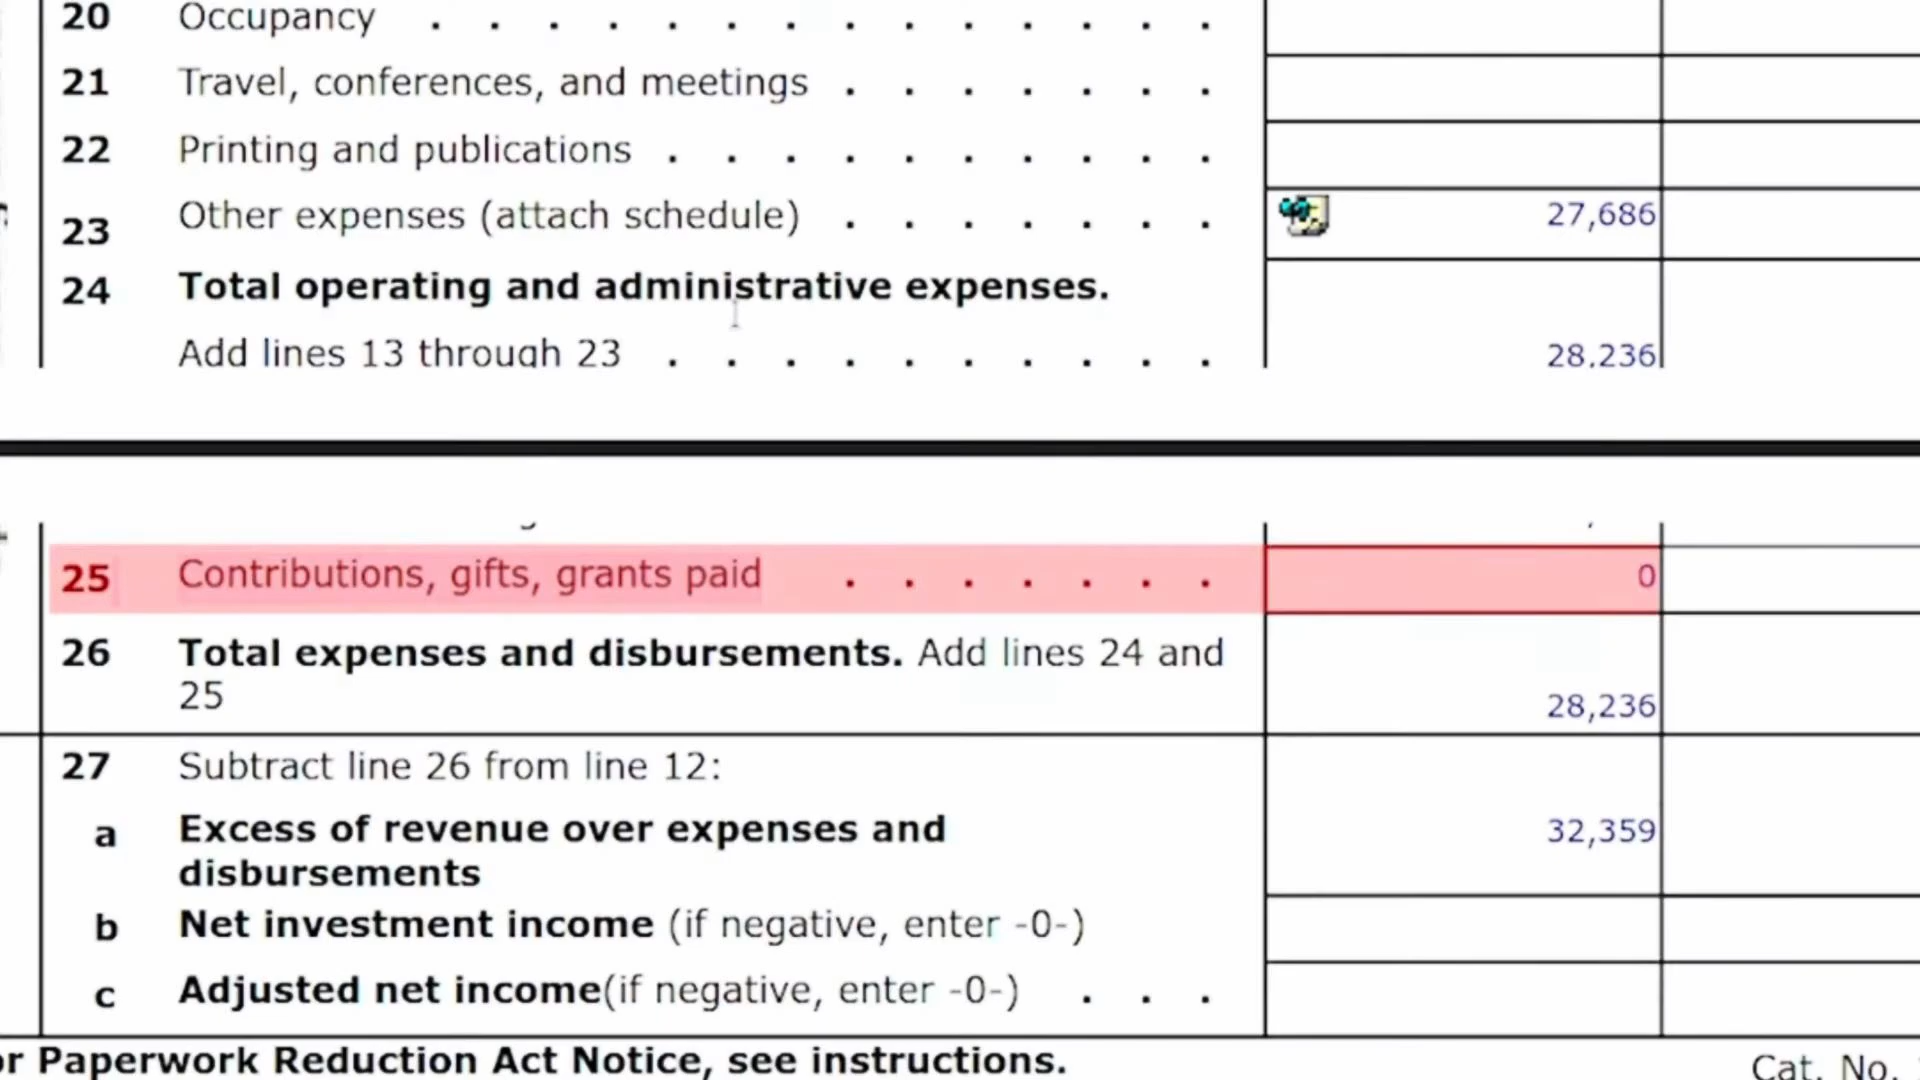 20 Occupancy . . . . . . . . . . . . . .
21 Travel, conferences, and meetings . . . . . . .
22 Printing and publications . . . . . . . . . .
23 Other expenses (attach schedule) . . . . . . . 27,686
24 Total operating and administrative expenses.
Add lines 13 through 23 . . . . . . . . . . 28,236
25 Contributions, gifts, grants paid . . . . . . . 0
26 Total expenses and disbursements. Add lines 24 and
25 28,236
27 Subtract line 26 from line 12:
a Excess of revenue over expenses and 32,359
disbursements
b Net investment income (if negative, enter -0-)
c Adjusted net income(if negative, enter -0-) . . .
or Paperwork Reduction Act Notice, see instructions. Cat. No.